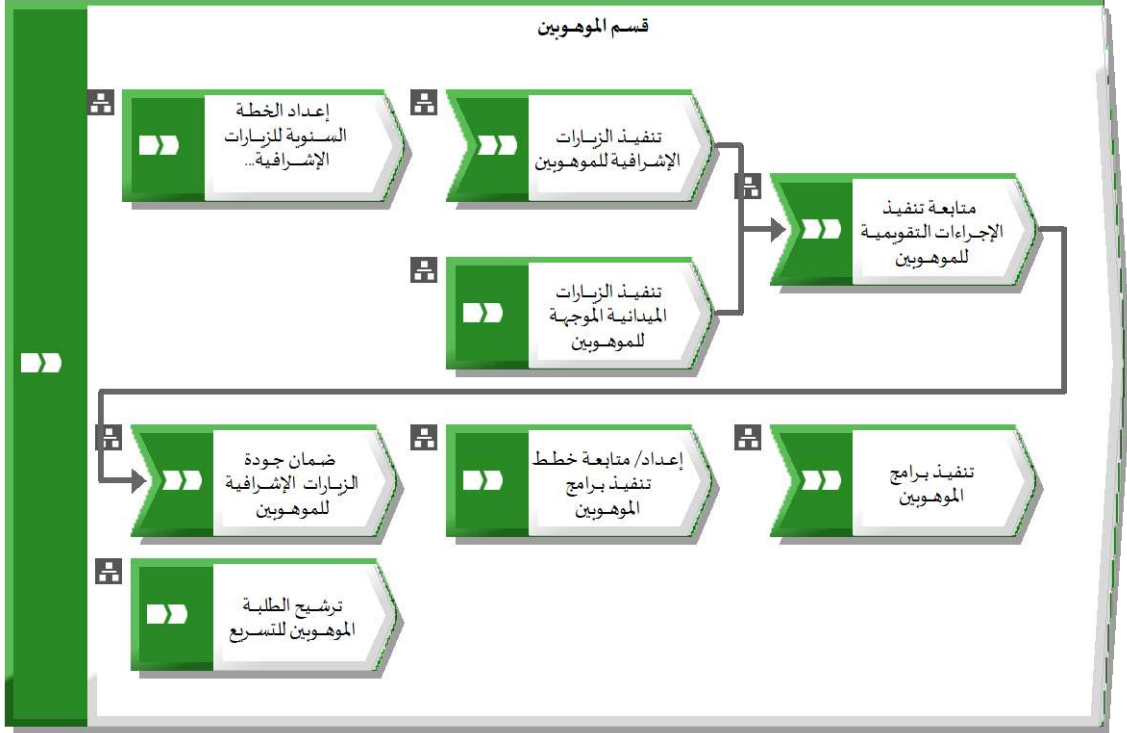 قسم الموهوبين
إعداد الخطة
السنوية للزيارات
الإشرافية...
تنفيذ الزيارات
الإشرافية للموهوبين
متابعة تنفيذ
الإجراءات التقويمية
للموهوبين
تنفيذ الزيارات
الميدانية الموجهة
للموهوبين
ضمان جودة
الزيارات الإشرافية
للموهوبين
إعداد/ متابعة خطط
تنفيذ برامج
الموهوبين
تنفيذ برامج
الموهوبين
ترشيح الطلبة
الموهوبين للتسريع